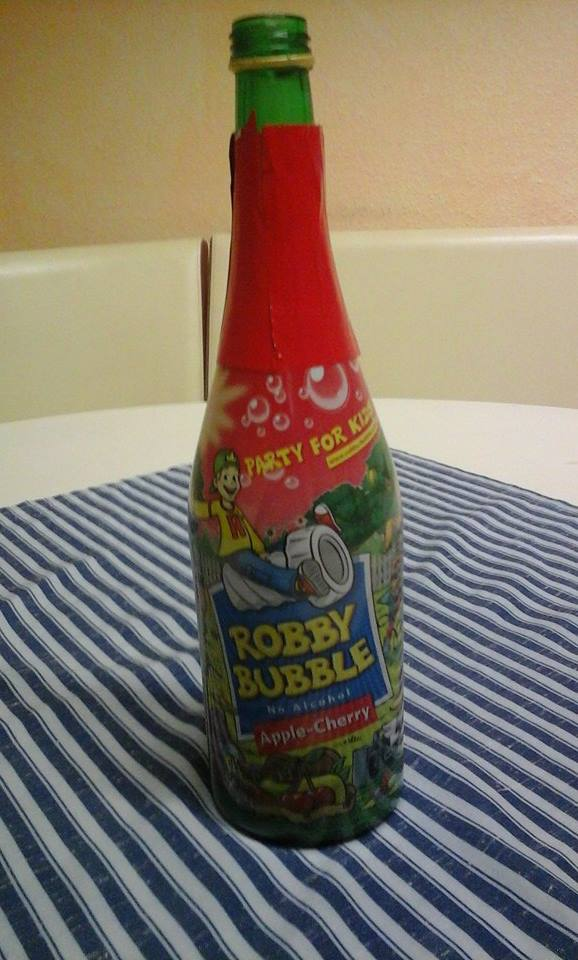 PARTY FOR KIDS
ROBBY
BUBBLE
No Alcohol
Apple-Cherry